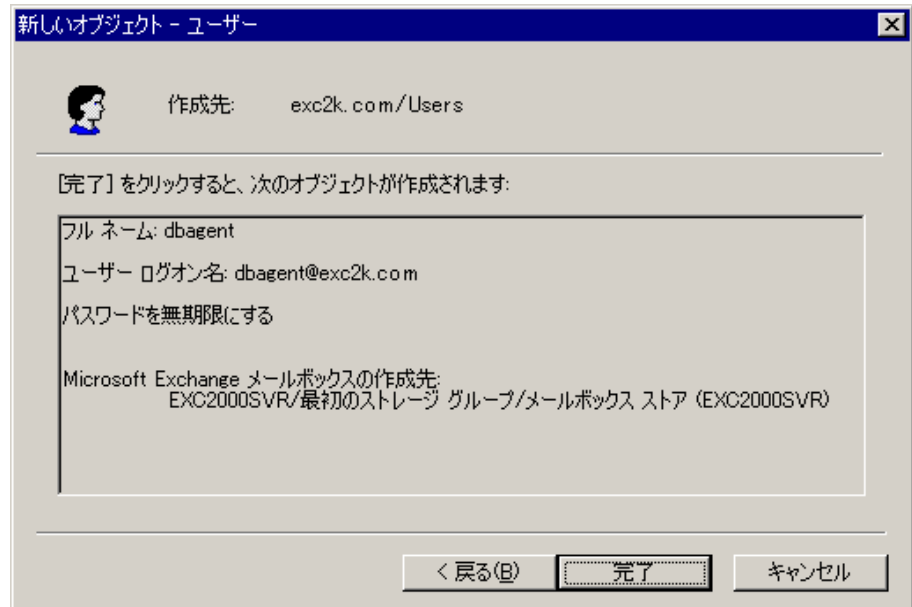 新しいオブジェクト - ユーザー
作成先: exc2k.com/Users
[完了] をクリックすると、次のオブジェクトが作成されます:
フル ネーム: dbagent
ユーザー ログオン名: dbagent@exc2k.com
パスワードを無期限にする
Microsoft Exchange メールボックスの作成先:
EXC2000SVR/最初のストレージ グループ/メールボックス ストア (EXC2000SVR)
< 戻る(B) 完了 キャンセル